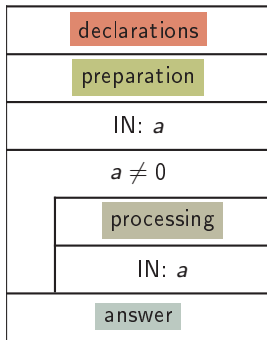 declarations
preparation
IN: a
a ≠ 0
processing
IN: a
answer